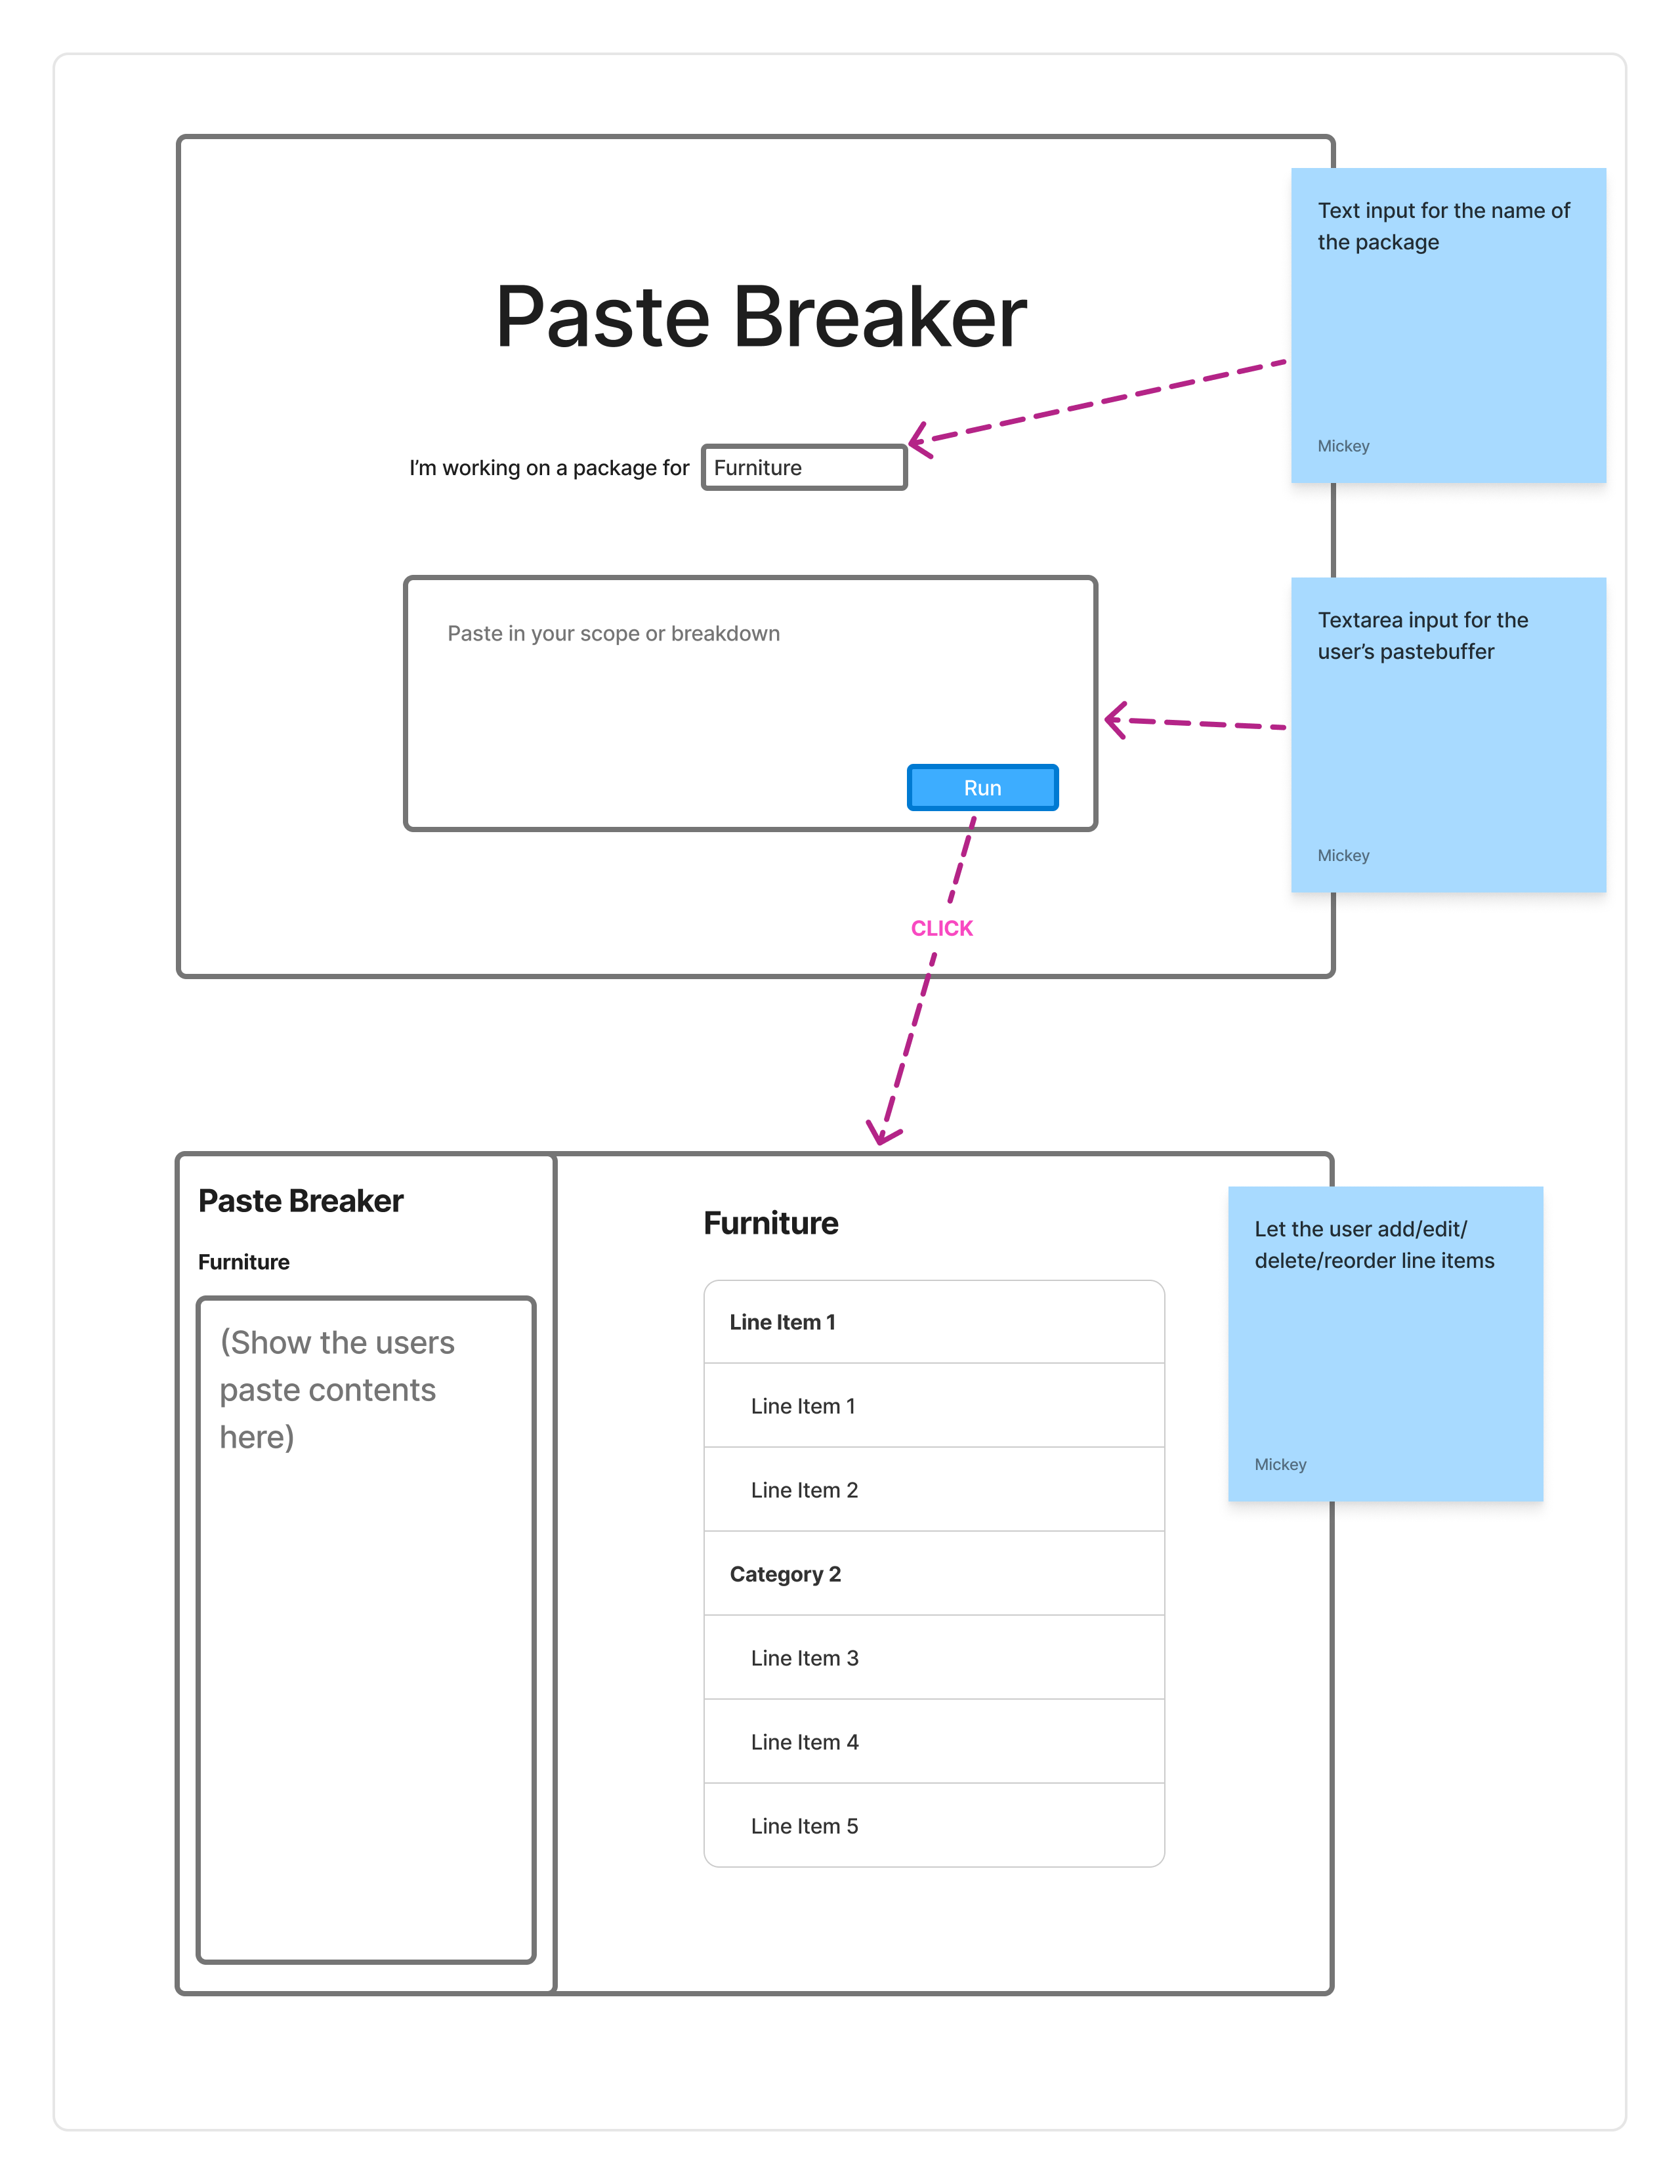 Paste Breaker
Text input for the name of
the package
Mickey
I’m working on a package for
Furniture
Paste in your scope or breakdown
Run
Textarea input for the
user’s pastebuffer
Mickey
CLICK
Paste Breaker
Furniture
(Show the users
paste contents
here)
Furniture
Line Item 1
Line Item 1
Line Item 2
Category 2
Line Item 3
Line Item 4
Line Item 5
Let the user add/edit/
delete/reorder line items
Mickey